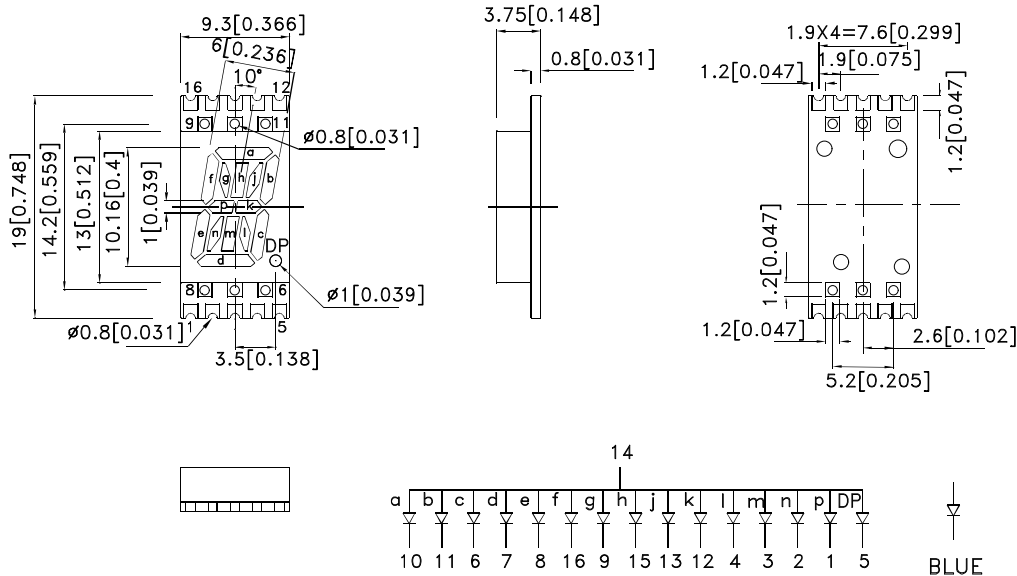 9.3[0.366]
6[0.236]
10°
16 12
9 11
ø0.8[0.031]
a
f g h j b
p k
e n m l c
d DP
8 6
1 5
19[0.748]
14.2[0.559]
13[0.512]
10.16[0.4]
1[0.039]
ø1[0.039]
ø0.8[0.031]
3.5[0.138]
3.75[0.148]
0.8[0.031]
1.9X4=7.6[0.299]
1.9[0.075]
1.2[0.047]
1.2[0.047]
1.2[0.047]
1.2[0.047]
2.6[0.102]
5.2[0.205]
14
a b c d e f g h j k l m n p DP
10 11 6 7 8 16 9 15 13 12 4 3 2 1 5
BLUE